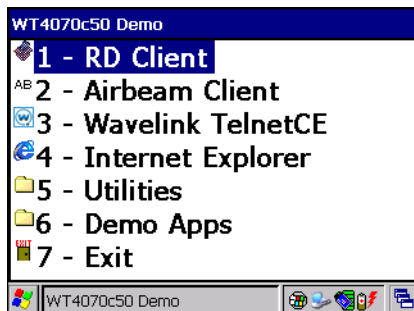 WT4070c50 Demo
1 - RD Client
AB 2 - Airbeam Client
3 - Wavelink TelnetCE
4 - Internet Explorer
5 - Utilities
6 - Demo Apps
EXIT 7 - Exit
WT4070c50 Demo